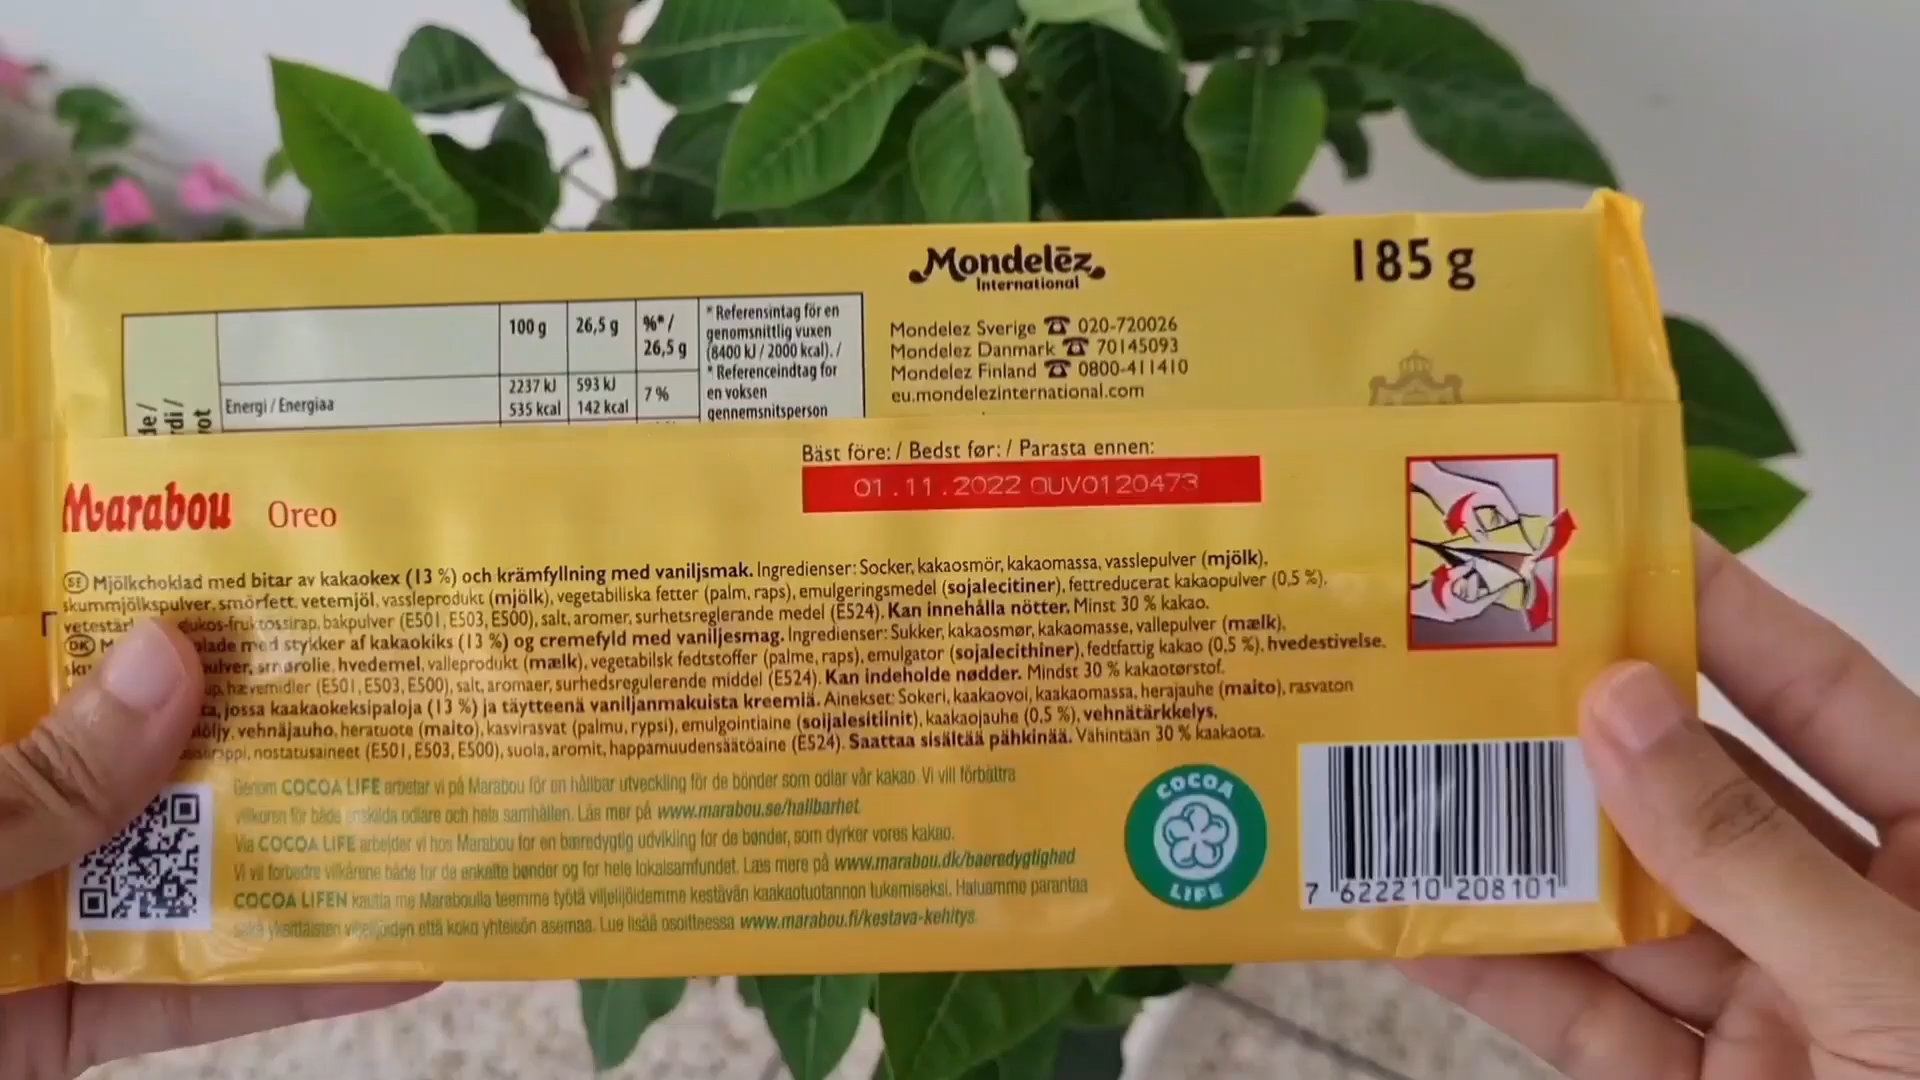 Mondelēz
International
185 g
100 g 26,5 g %*/ 26,5 g
* Referensintag för en
genomsnittlig vuxen
(8400 kJ / 2000 kcal). /
* Referenceindtag for
en voksen
gennemsnitsperson
Energi / Energiaa
2237 kJ 593 kJ 7 %
535 kcal 142 kcal
de /
rdi /
vot
Mondelez Sverige ☎ 020-720026
Mondelez Danmark ☎ 70145093
Mondelez Finland ☎ 0800-411410
eu.mondelezinternational.com
Bäst före: / Bedst før: / Parasta ennen:
01.11.2022 OUV0120473
Marabou Oreo
SE Mjölkchoklad med bitar av kakaokex (13 %) och krämfyllning med vaniljsmak. Ingredienser: Socker, kakaosmör, kakaomassa, vasslepulver (mjölk),
skummjölkspulver, smörfett, vetemjöl, vassleprodukt (mjölk), vegetabiliska fetter (palm, raps), emulgeringsmedel (sojalecitiner), fettreducerat kakaopulver (0,5 %),
glukos-fruktossirap, bakpulver (E501, E503, E500), salt, aromer, surhetsreglerande medel (E524). Kan innehålla nötter. Minst 30 % kakao.
DK lade med stykker af kakaokiks (13 %) og cremefyld med vaniljesmag. Ingredienser: Sukker, kakaosmør, kakaomasse, vallepulver (mælk),
pulver, smørolie, hvedemel, valleprodukt (mælk), vegetabilsk fedtstoffer (palme, raps), emulgator (sojalecithiner), fedtfattig kakao (0,5 %), hvedestivelse,
up, hævemidler (E501, E503, E500), salt, aromaer, surhedsregulerende middel (E524). Kan indeholde nødder. Mindst 30 % kakaotørstof.
ta, jossa kaakaokeksipaloja (13 %) ja täytteenä vaniljanmakuista kreemiä. Ainekset: Sokeri, kaakaovoi, kaakaomassa, herajauhe (maito), rasvaton
öljy, vehnäjauho, heratuote (maito), kasvirasvat (palmu, rypsi), emulgointiaine (soijalesitiinit), kaakaojauhe (0,5 %), vehnätärkkelys,
nostatusaineet (E501, E503, E500), suola, aromit, happamuudensäätöaine (E524). Saattaa sisältää pähkinää. Vähintään 30 % kaakaota.
Genom COCOA LIFE arbetar vi på Marabou för en hållbar utveckling för de bönder som odlar vår kakao. Vi vill förbättra
villkoren för både enskilda odlare och hela samhällen. Läs mer på www.marabou.se/hallbarhet.
Via COCOA LIFE arbejder vi hos Marabou for en bæredygtig udvikling for de bønder, som dyrker vores kakao.
Vi vil forbedre vilkårene både for de enkelte bønder og for hele lokalsamfundet. Læs mere på www.marabou.dk/baeredygtighed
COCOA LIFEN kautta me Maraboulla teemme työtä viljelijöidemme kestävän kaakaotuotannon tukemiseksi. Haluamme parantaa
sekä yksittäisten viljelijöiden että koko yhteisön asemaa. Lue lisää osoitteessa www.marabou.fi/kestava-kehitys.
COCOA
LIFE
7 622210 208101